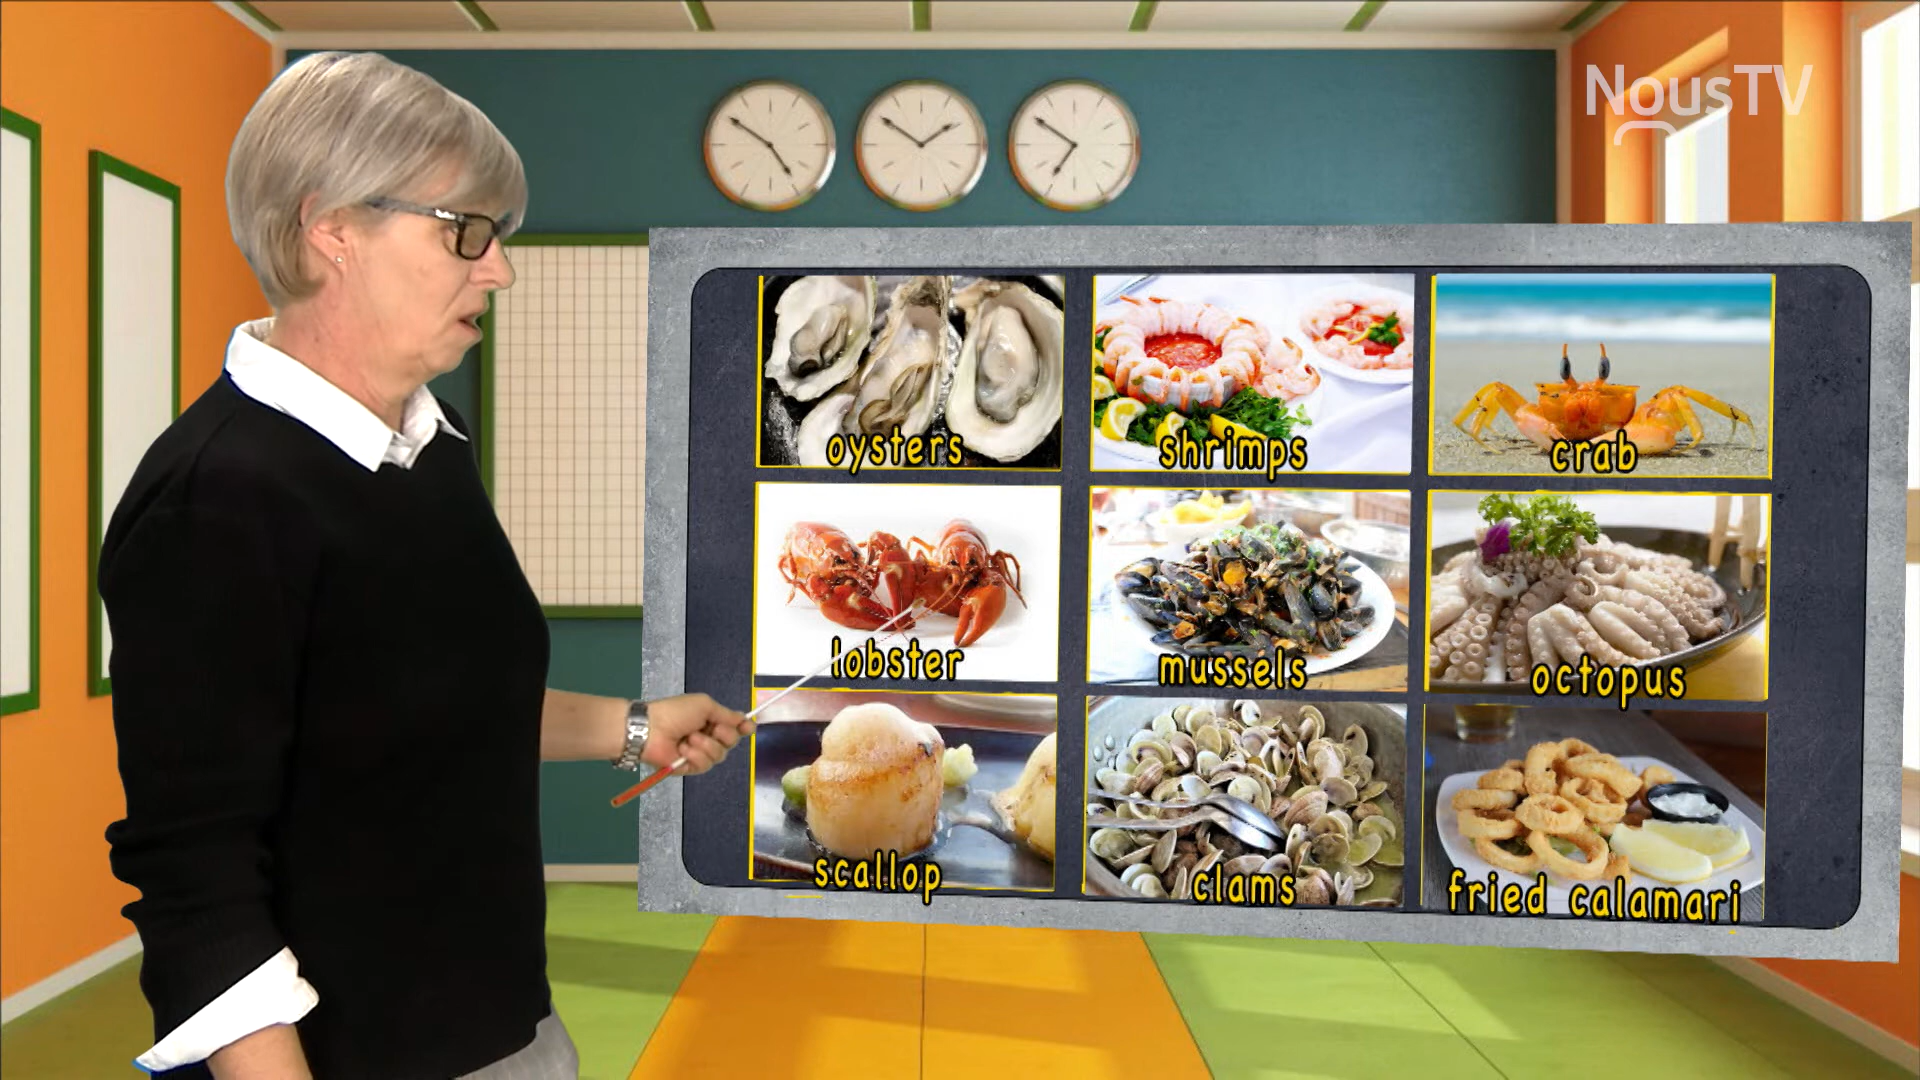 NousTV
oysters
shrimps
crab
lobster
mussels
octopus
scallop
clams
fried calamari